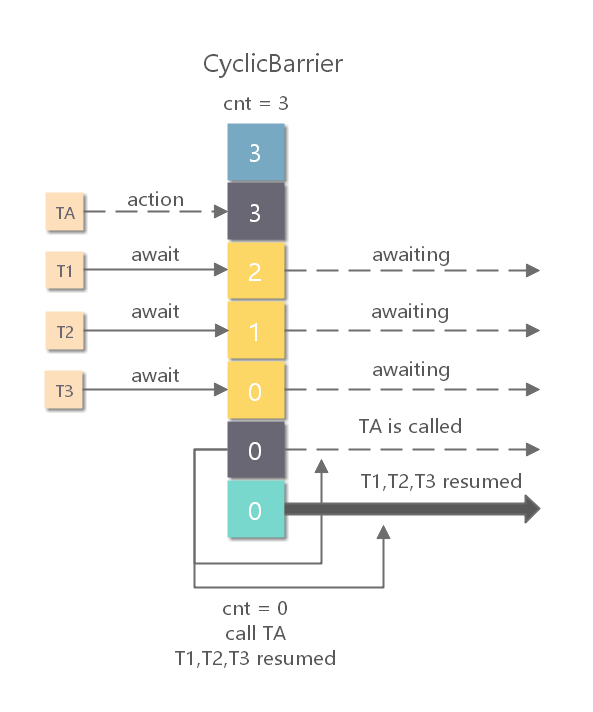 CyclicBarrier
cnt = 3
3
TA action 3
T1 await 2 awaiting
T2 await 1 awaiting
T3 await 0 awaiting
0 TA is called
0 T1,T2,T3 resumed
cnt = 0
call TA
T1,T2,T3 resumed